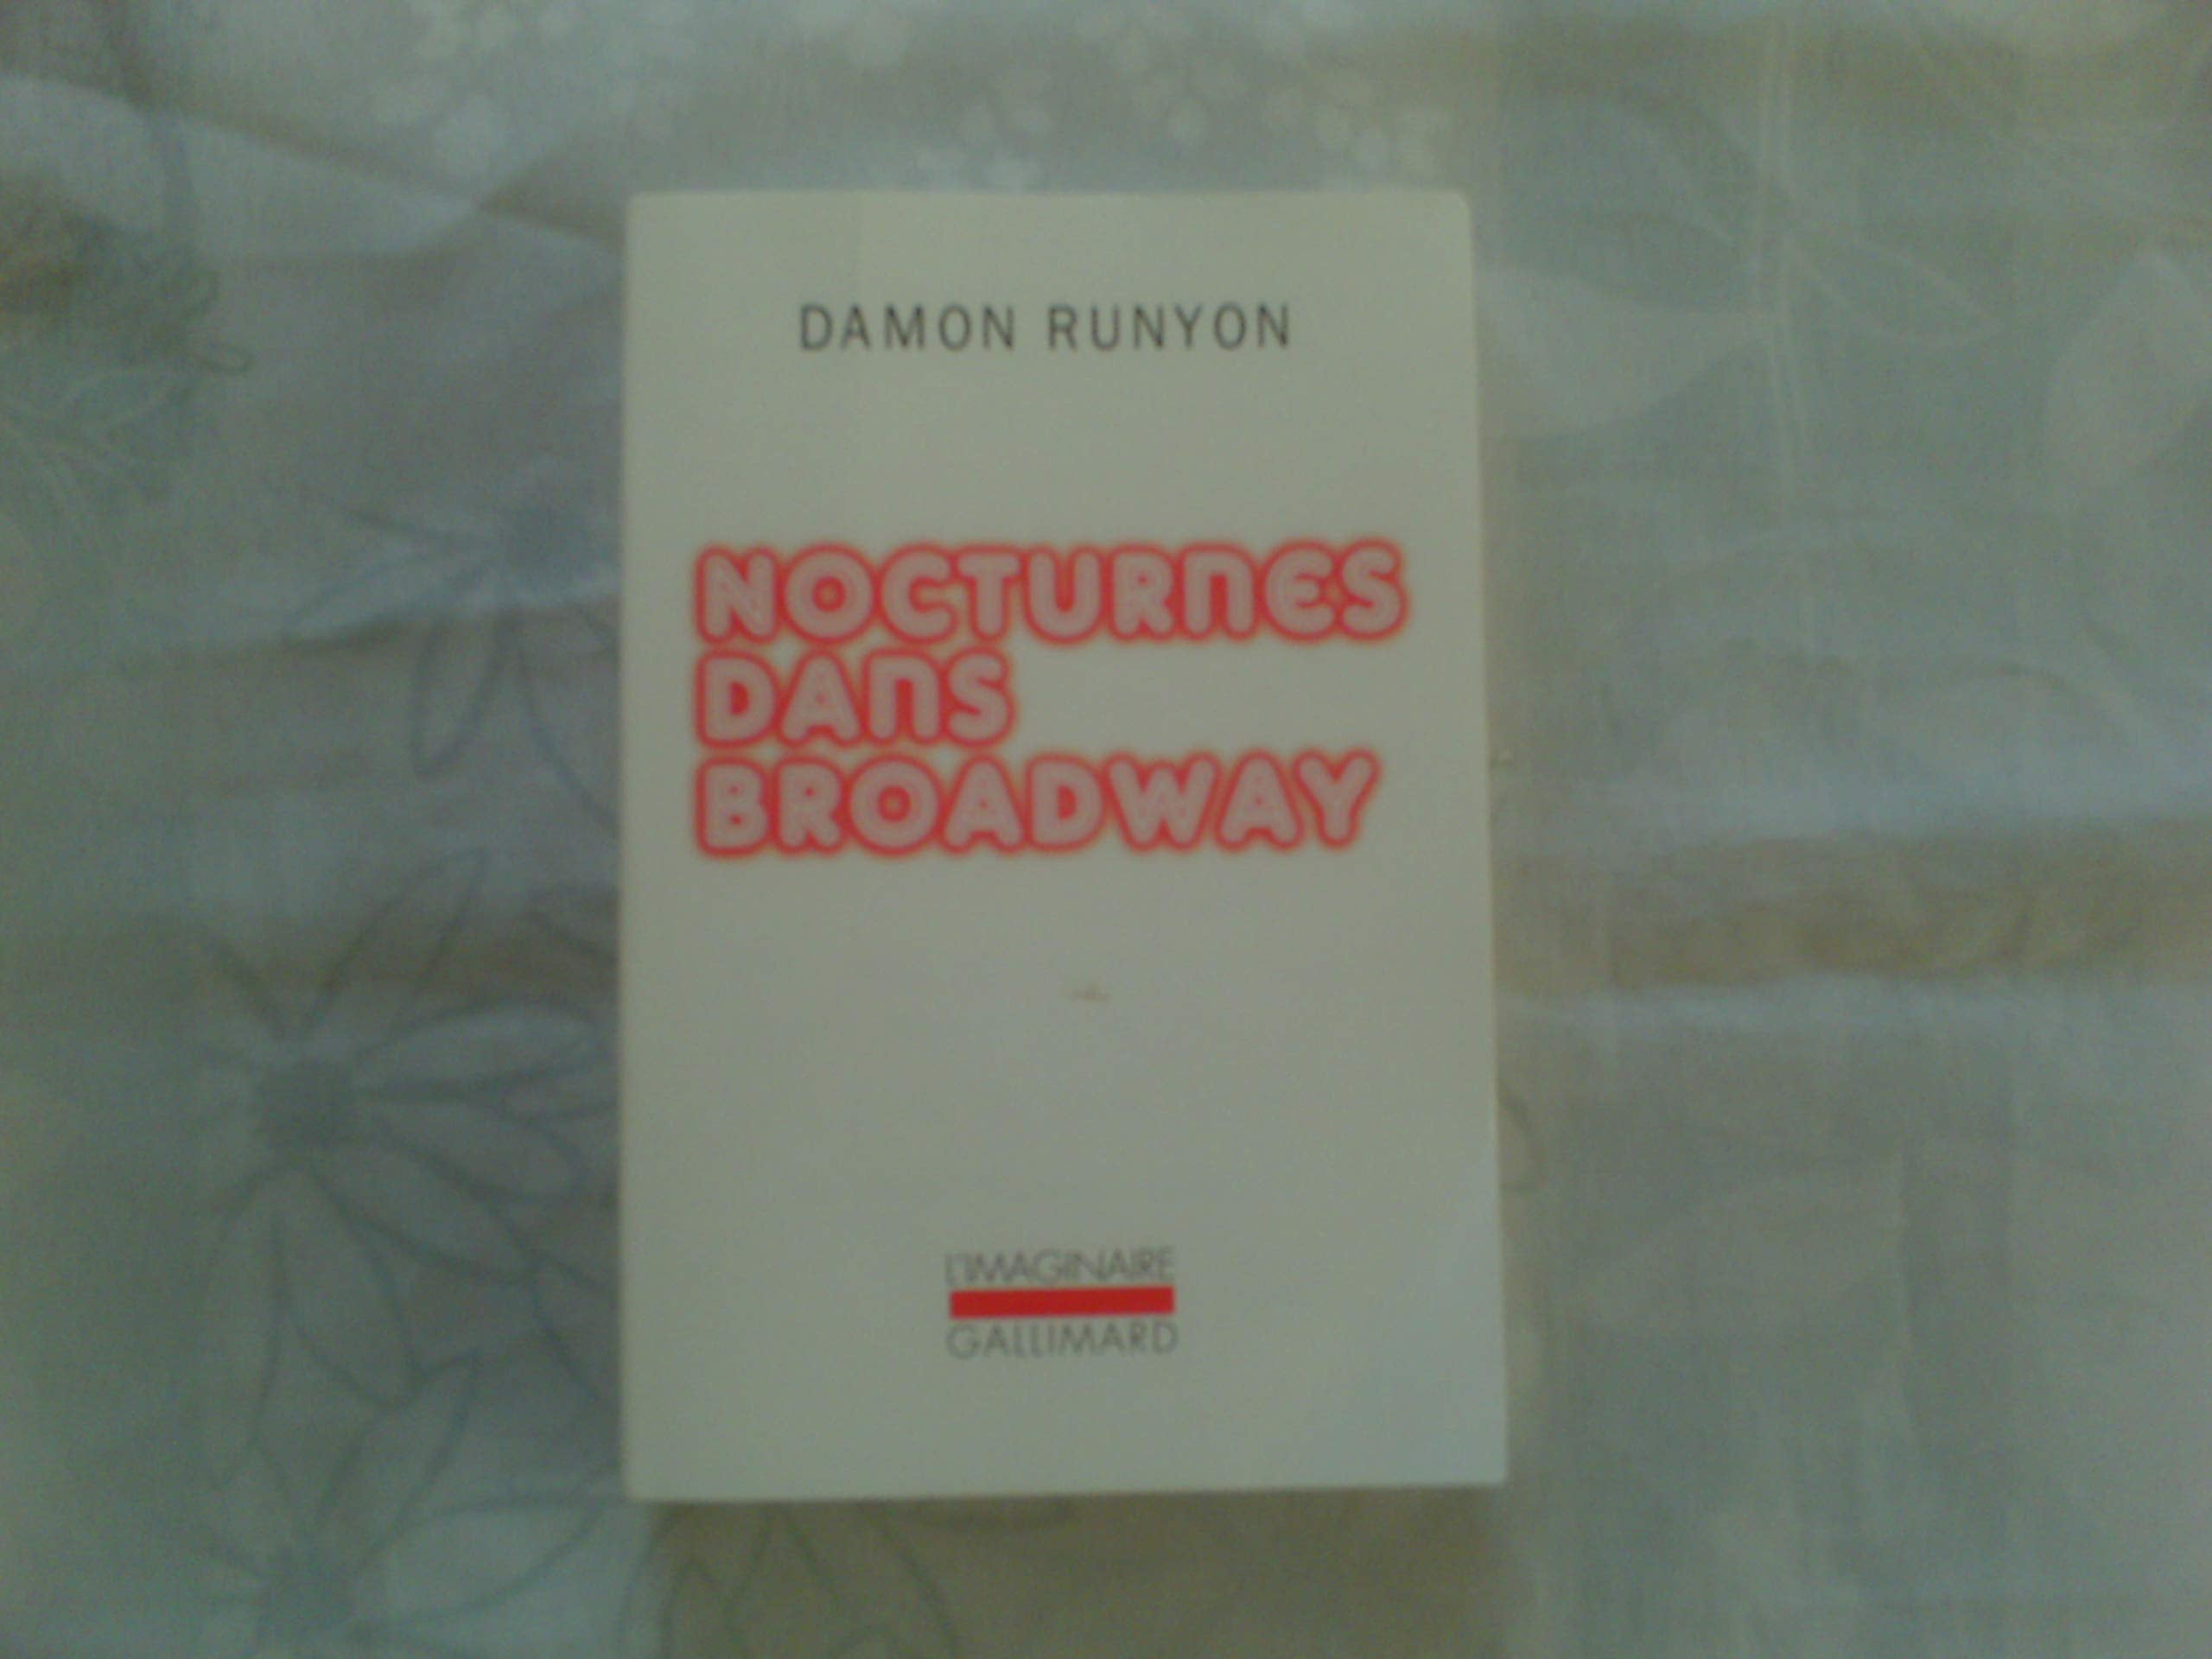 DAMON RUNYON
NOCTURNES
DANS
BROADWAY
L'IMAGINAIRE
GALLIMARD